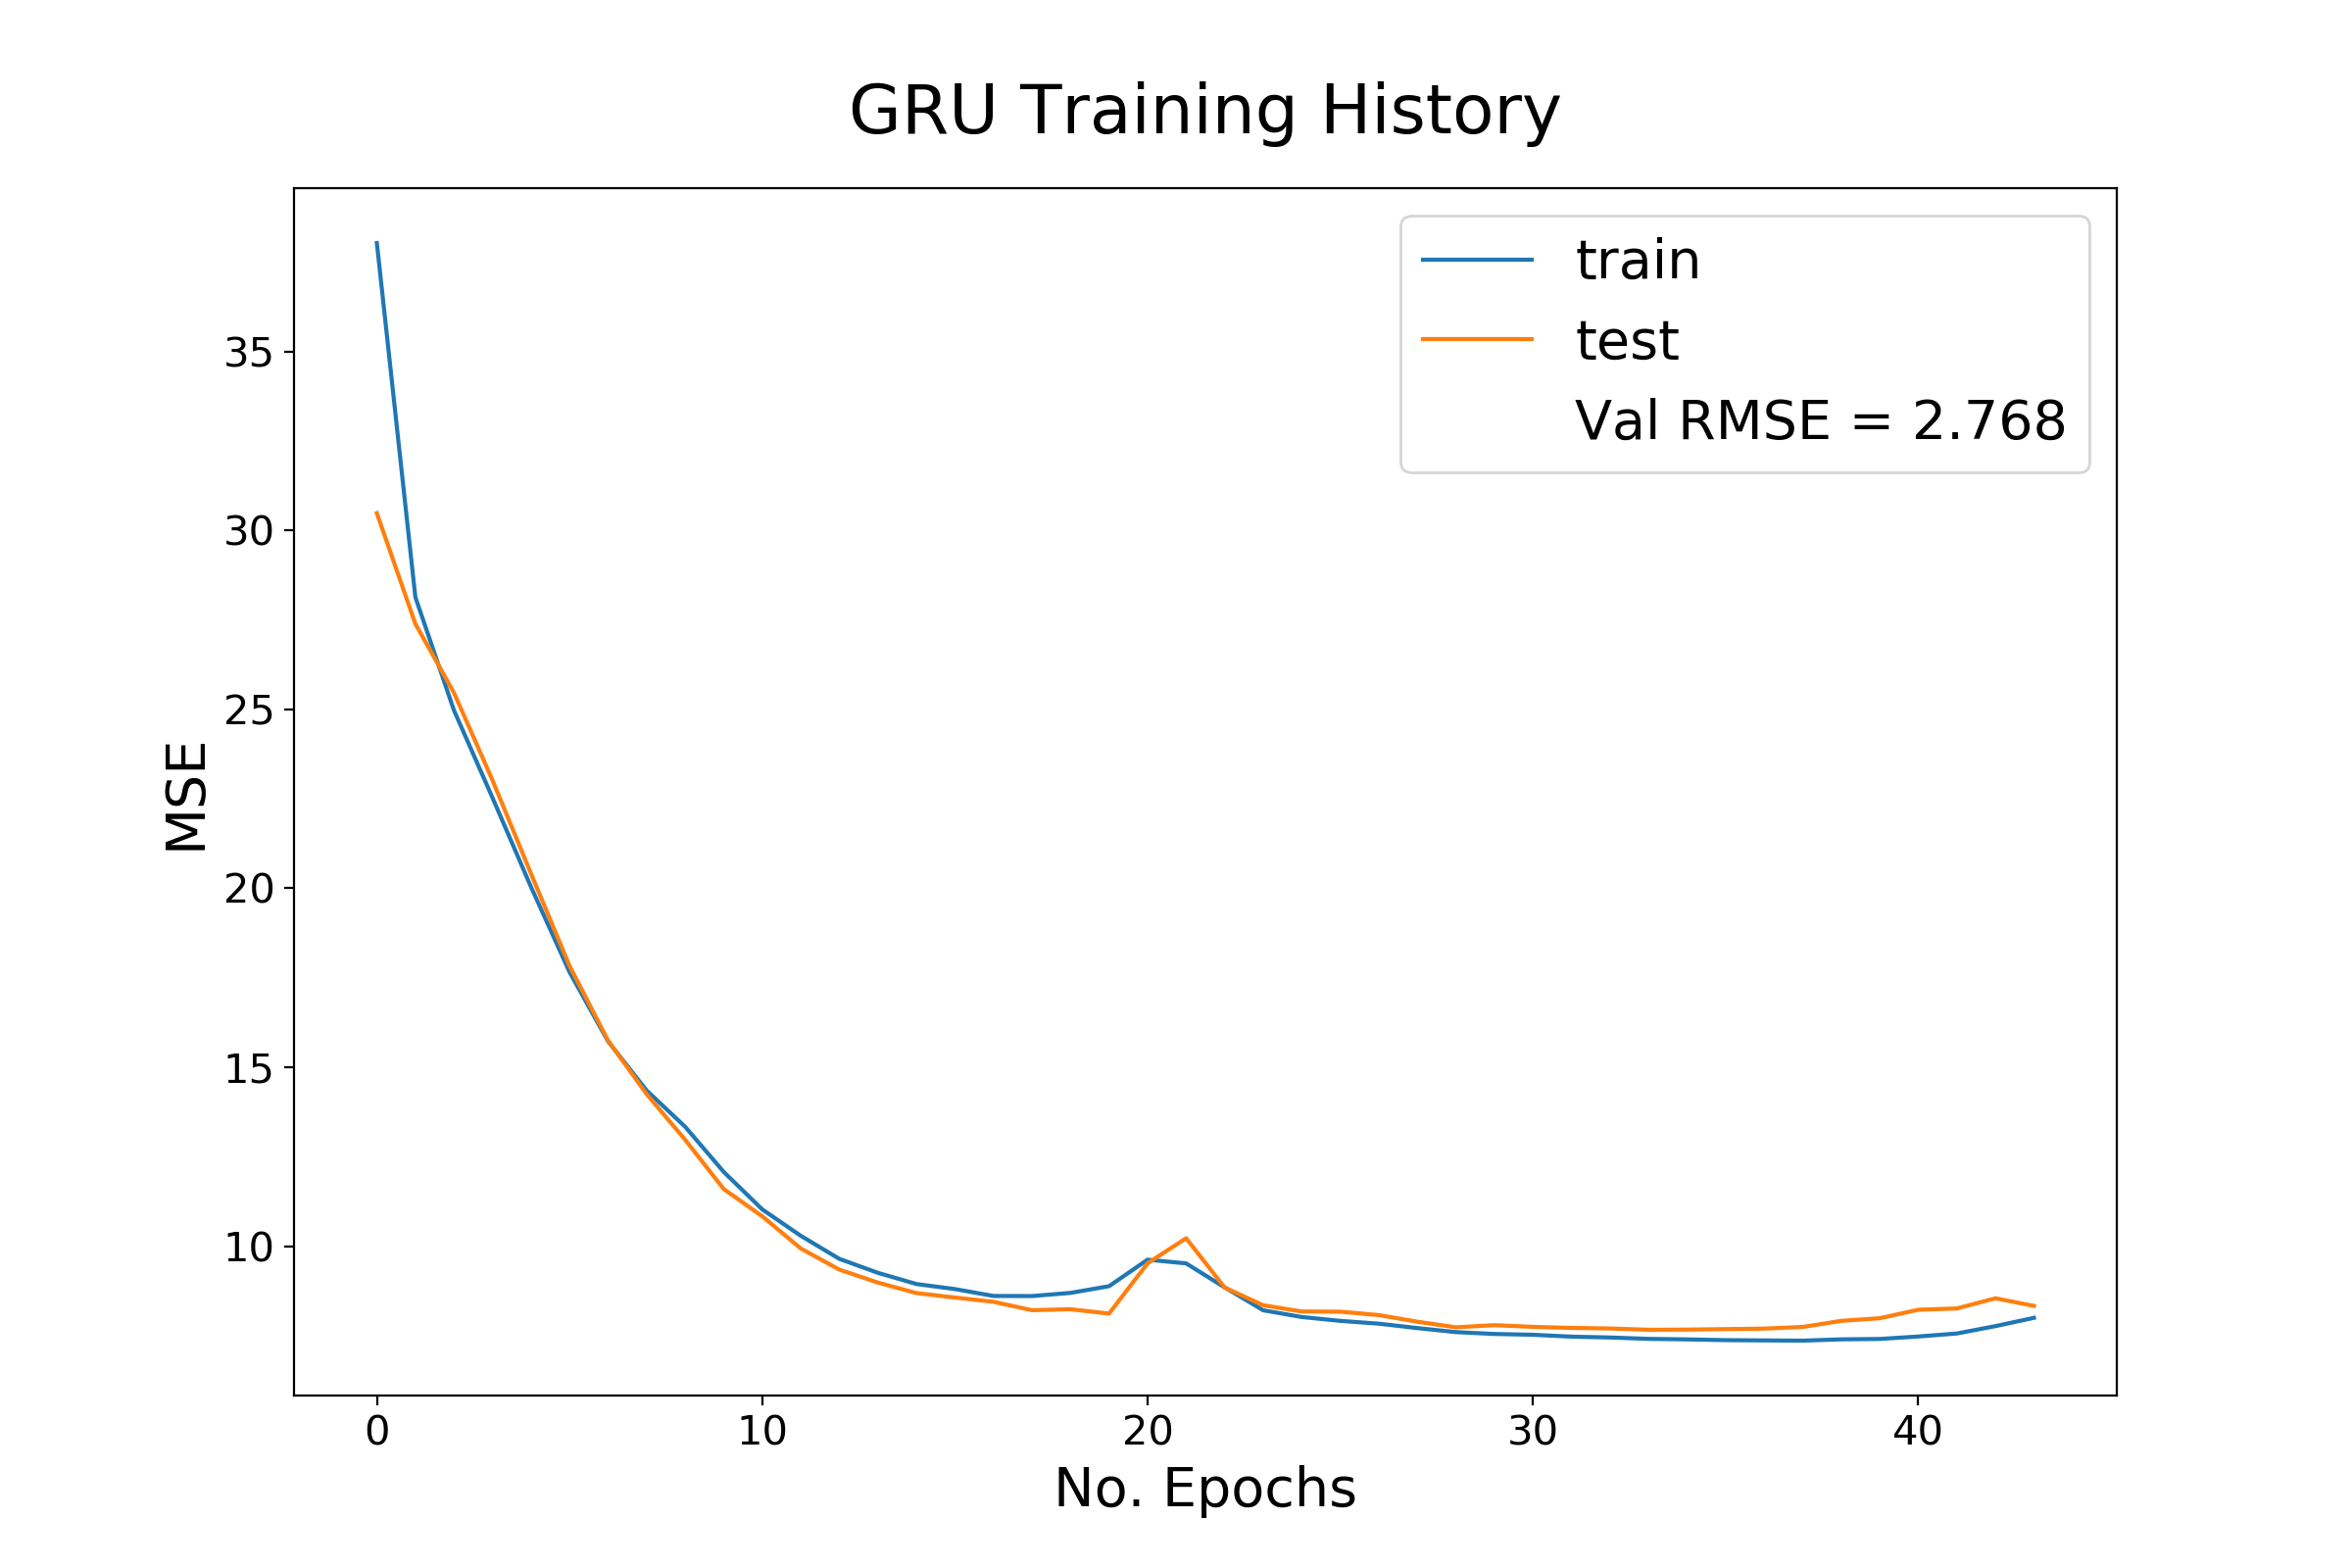 GRU Training History
train
test
Val RMSE = 2.768
MSE
35
30
25
20
15
10
0 10 20 30 40
No. Epochs